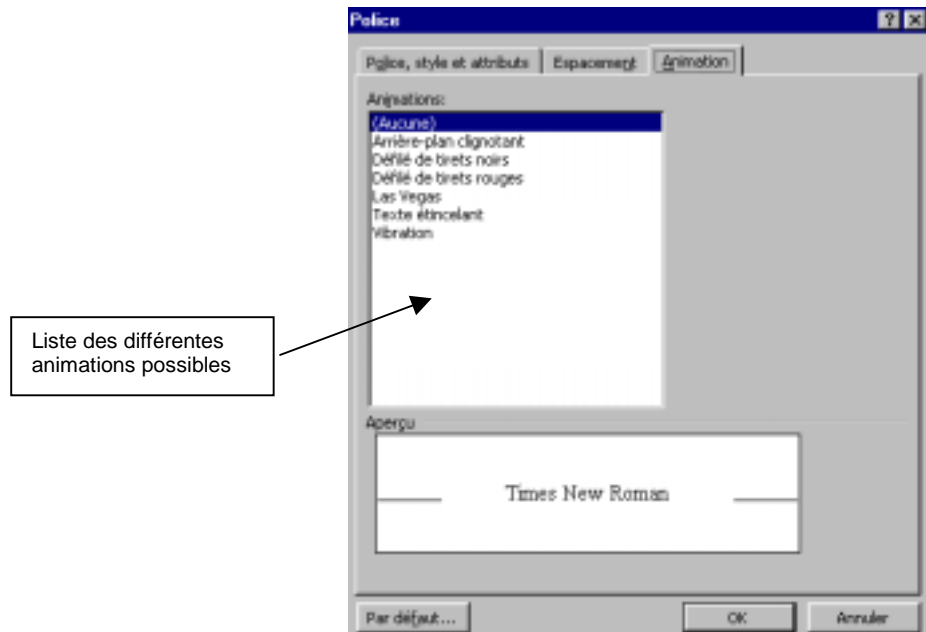 Police
Police, style et attributs Espacement Animation
Animations:
(Aucune)
Arrière-plan clignotant
Défilé de tirets noirs
Défilé de tirets rouges
Las Vegas
Texte étincelant
Vibration
Liste des différentes
animations possibles
Aperçu
Times New Roman
Par défaut... OK Annuler